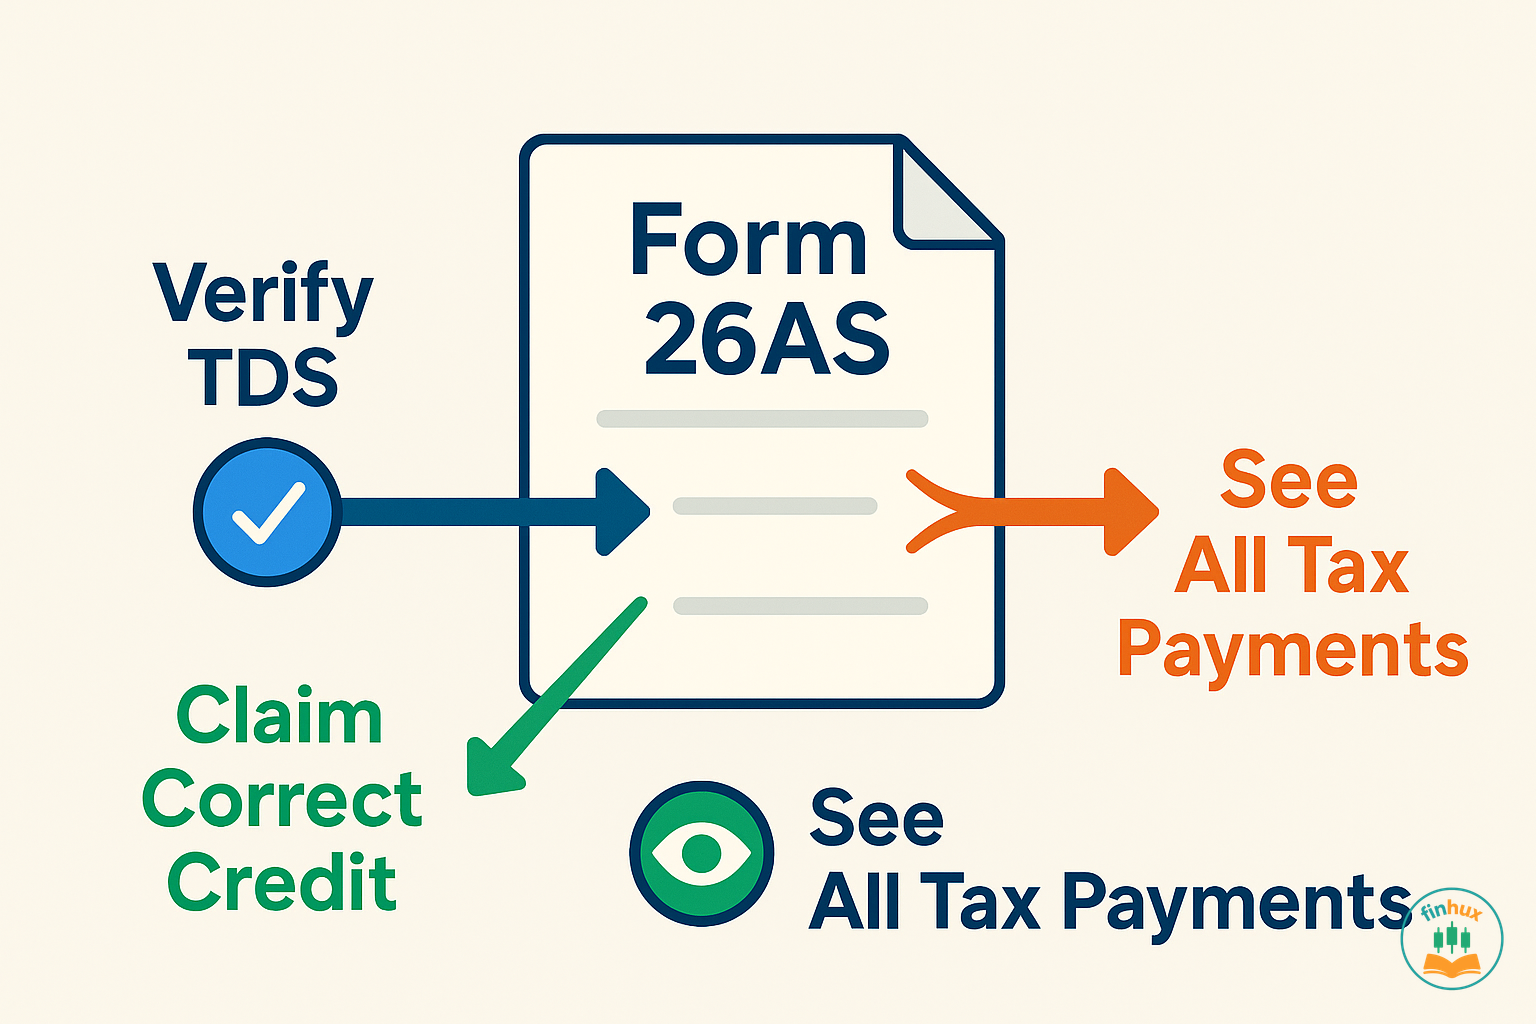 Form
26AS
Verify
TDS
See
All Tax
Payments
Claim
Correct
Credit
See
All Tax Payments
finhux